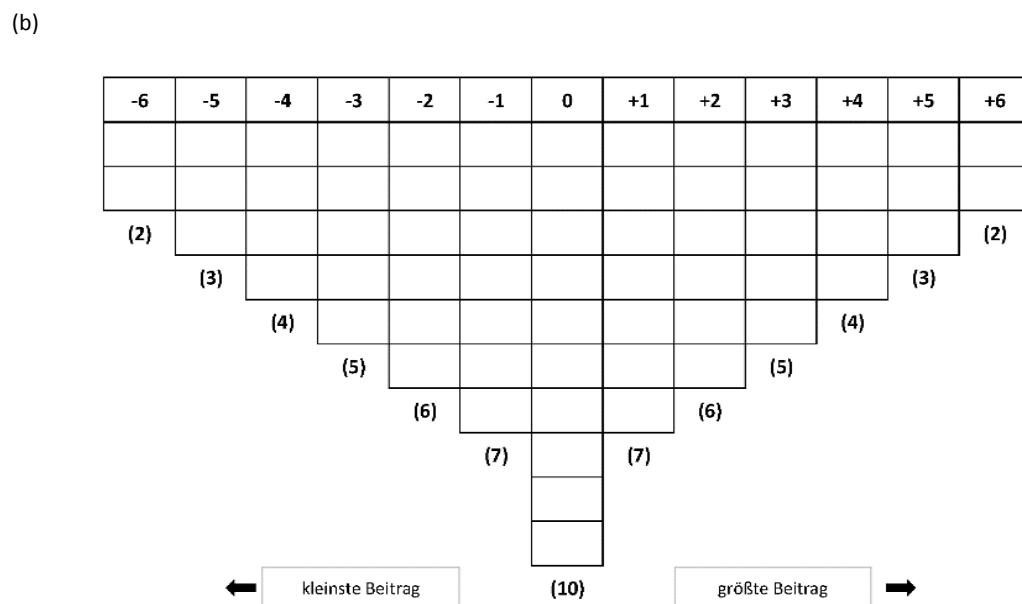 (b)
-6 -5 -4 -3 -2 -1 0 +1 +2 +3 +4 +5 +6
(2) (2)
(3) (3)
(4) (4)
(5) (5)
(6) (6)
(7) (7)
kleinste Beitrag (10) größte Beitrag